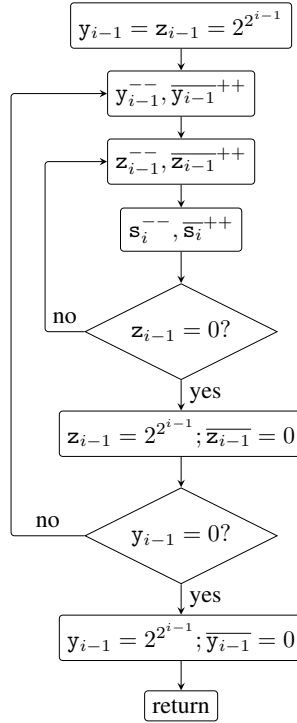 y_{i−1} = z_{i−1} = 2^{2^{i−1}}
y_{i−1}^{−−}, \overline{y_{i−1}}^{++}
z_{i−1}^{−−}, \overline{z_{i−1}}^{++}
s_i^{−−}, \overline{s_i}^{++}
no
z_{i−1} = 0?
yes
z_{i−1} = 2^{2^{i−1}}; \overline{z_{i−1}} = 0
no
y_{i−1} = 0?
yes
y_{i−1} = 2^{2^{i−1}}; \overline{y_{i−1}} = 0
return